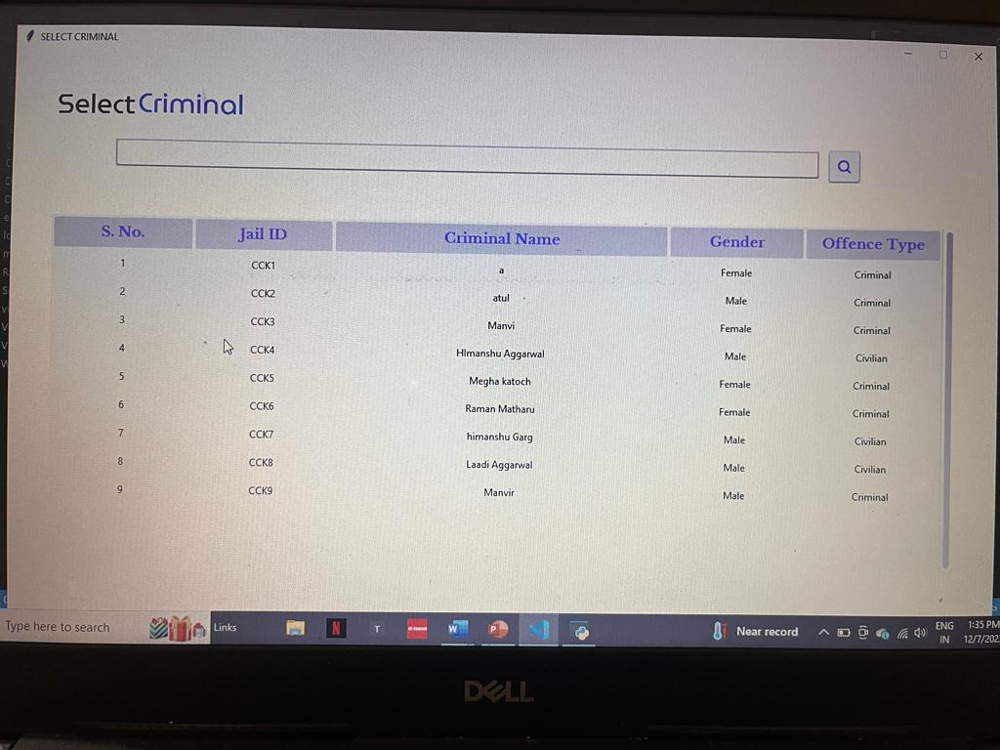 SELECT CRIMINAL
Select Criminal
S. No. Jail ID Criminal Name Gender Offence Type
1 CCK1 a Female Criminal
2 CCK2 atul Male Criminal
3 CCK3 Manvi Female Criminal
4 CCK4 HImanshu Aggarwal Male Civilian
5 CCK5 Megha katoch Female Criminal
6 CCK6 Raman Matharu Female Criminal
7 CCK7 himanshu Garg Male Civilian
8 CCK8 Laadi Aggarwal Male Civilian
9 CCK9 Manvir Male Criminal
Type here to search Links N T W P Near record ENG 1:35 PM
IN 12/7/202
DELL